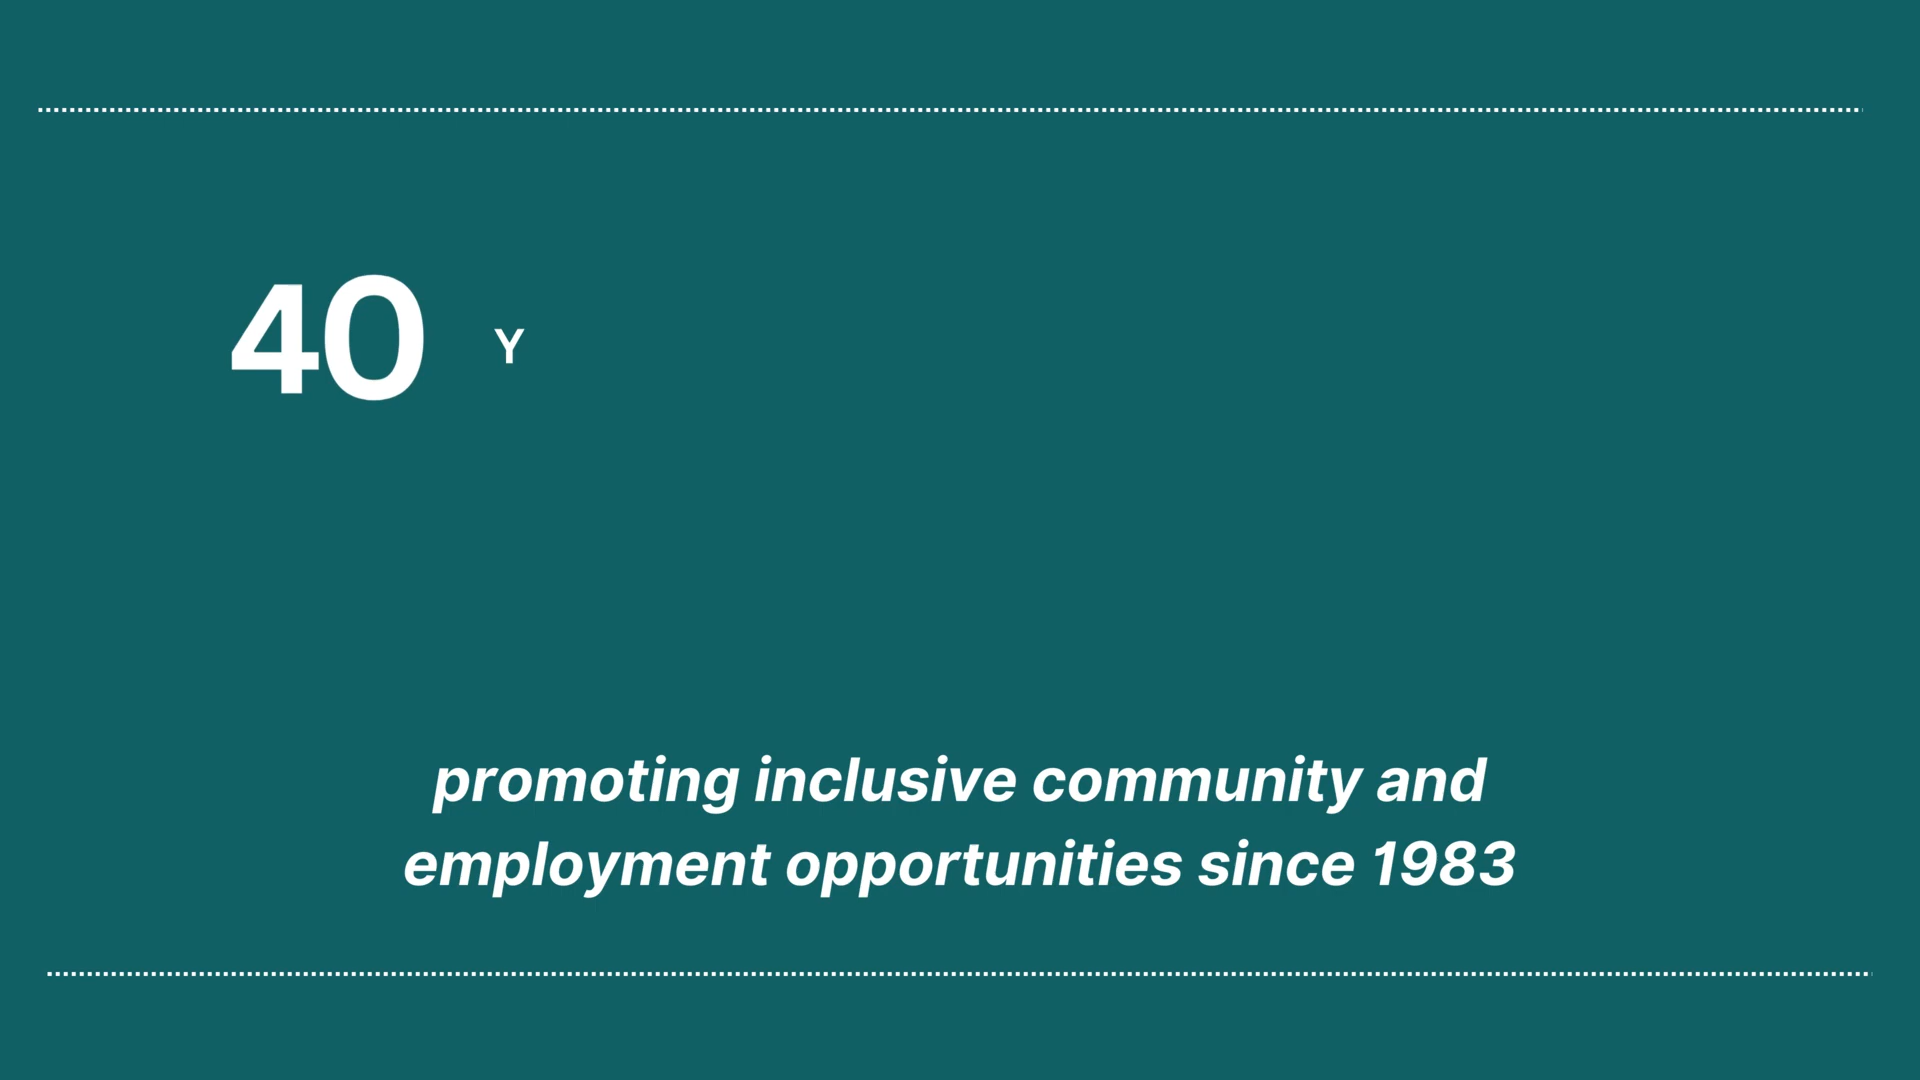 40 Y
promoting inclusive community and
employment opportunities since 1983